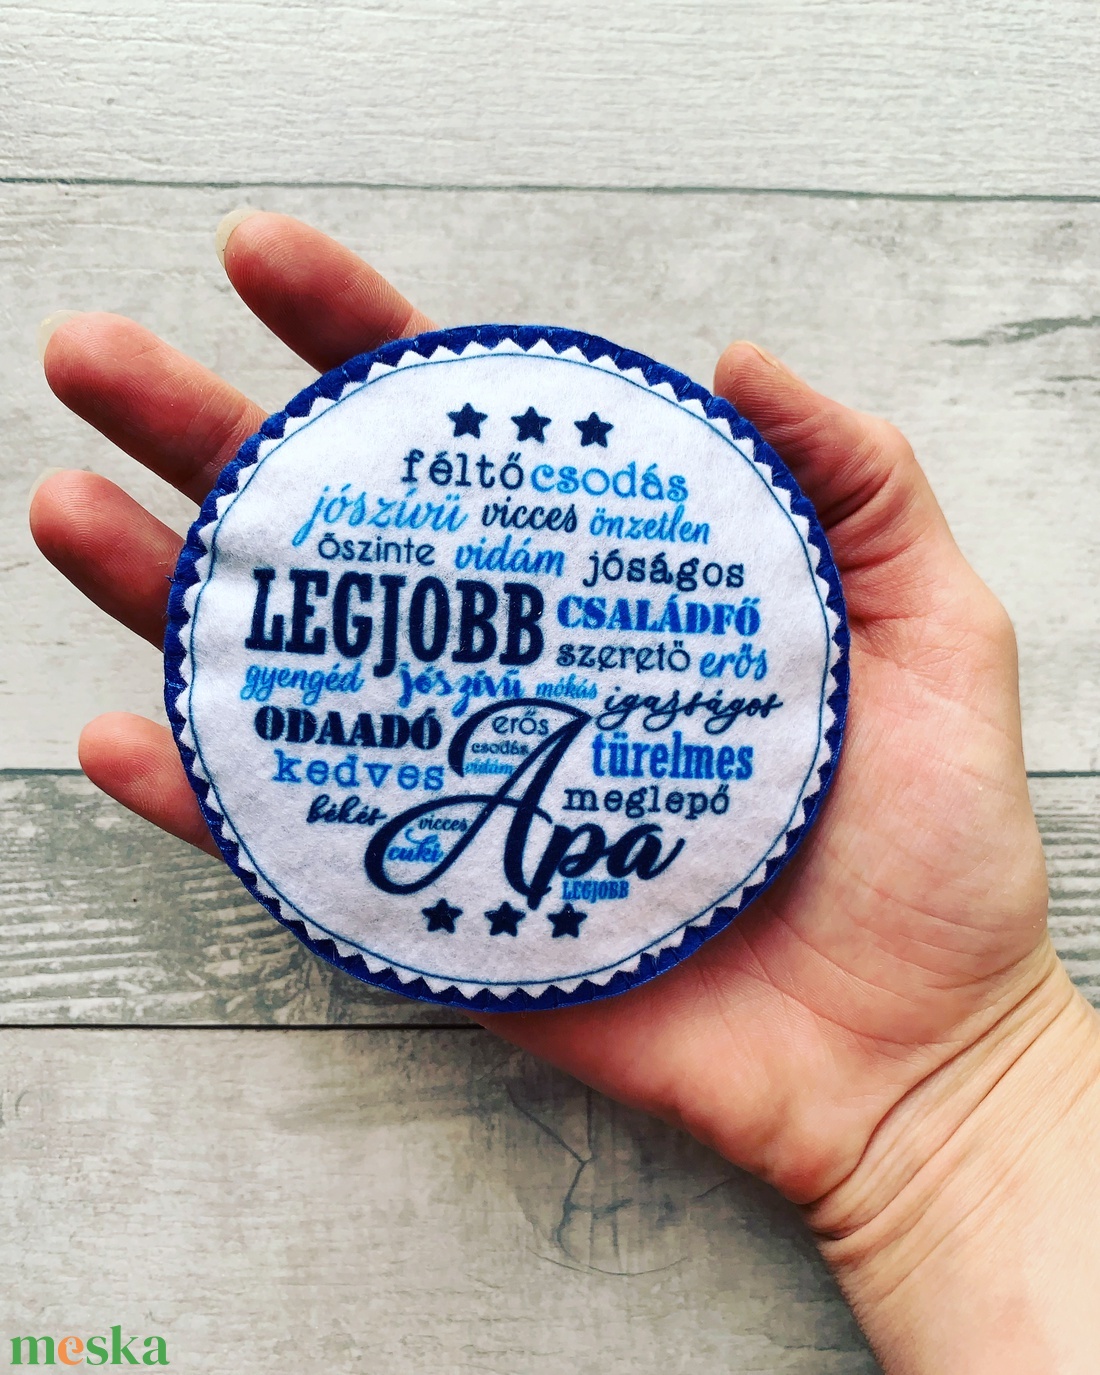 féltő csodás
jószívű vicces önzetlen
őszinte vidám jóságos
LEGJOBB CSALÁDFŐ
szerető erős
gyengéd jószívű mókás igazságos
ODAADÓ erős türelmes
csodás
kedves vidám
meglepő
békés vicces
cuki
Apa
LEGJOBB
meska